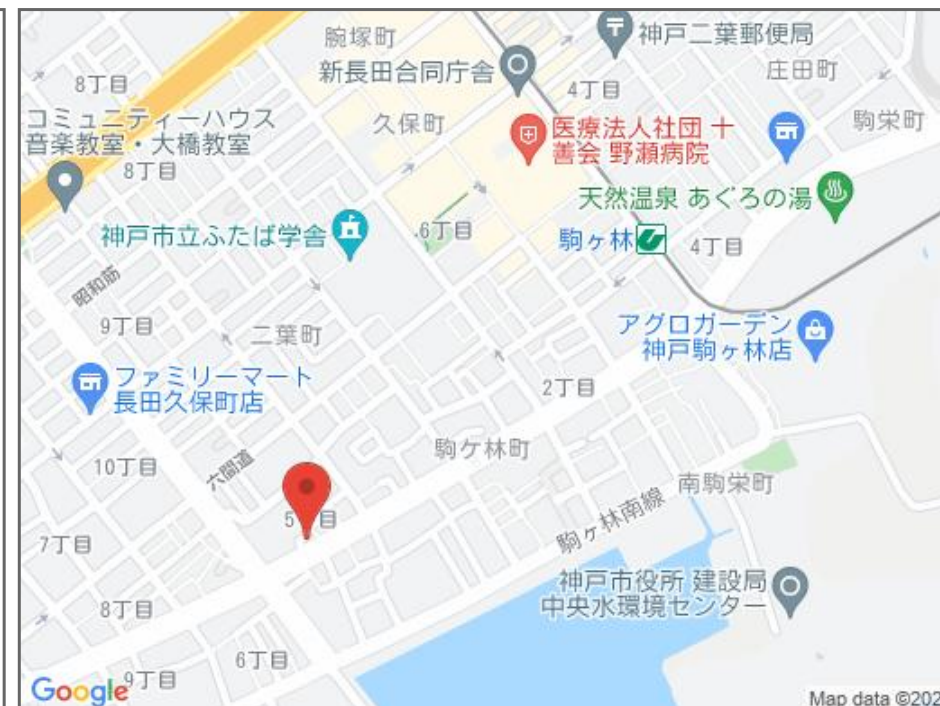 腕塚町
神戸二葉郵便局
新長田合同庁舎
庄田町
8丁目
4丁目
コミュニティーハウス
音楽教室・大橋教室
久保町
医療法人社団 十
善会 野瀬病院
駒栄町
8丁目
天然温泉 あぐろの湯
神戸市立ふたば学舎
6丁目
駒ヶ林
4丁目
昭和筋
9丁目
二葉町
アグロガーデン
神戸駒ヶ林店
ファミリーマート
長田久保町店
2丁目
駒ケ林町
10丁目
六間道
南駒栄町
5丁目
駒ヶ林南線
7丁目
神戸市役所 建設局
中央水環境センター
8丁目
6丁目
9丁目
Google
Map data ©202